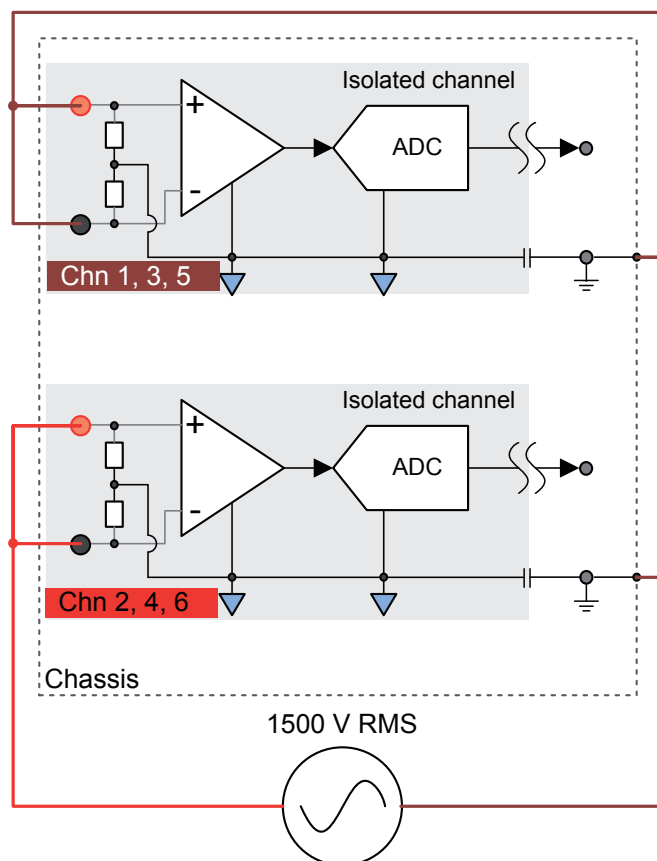 Isolated channel
+
ADC
-
Chn 1, 3, 5
Isolated channel
+
ADC
-
Chn 2, 4, 6
Chassis
1500 V RMS